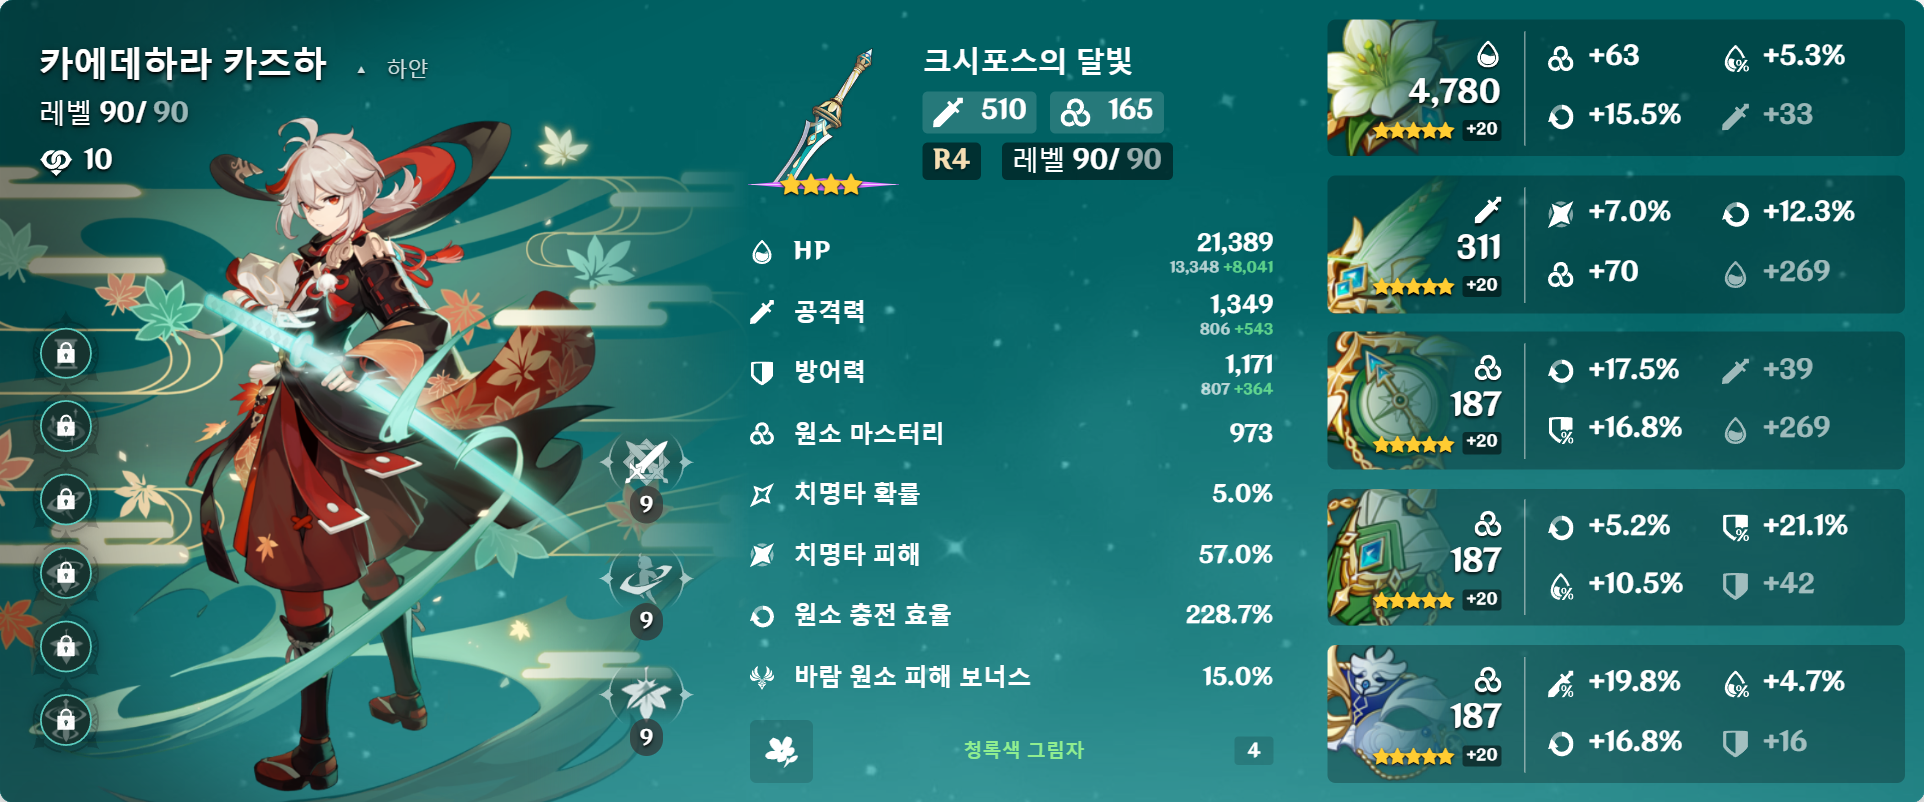 카에데하라 카즈하 ▲ 하얀
레벨 90/ 90
10
9
9
9
크시포스의 달빛
510 165
R4 레벨 90/ 90
HP 21,389
13,348 +8,041
공격력 1,349
806 +543
방어력 1,171
807 +364
원소 마스터리 973
치명타 확률 5.0%
치명타 피해 57.0%
원소 충전 효율 228.7%
바람 원소 피해 보너스 15.0%
청록색 그림자 4
4,780
+20
+63 +5.3%
+15.5% +33
311
+20
+7.0% +12.3%
+70 +269
187
+20
+17.5% +39
+16.8% +269
187
+20
+5.2% +21.1%
+10.5% +42
187
+20
+19.8% +4.7%
+16.8% +16